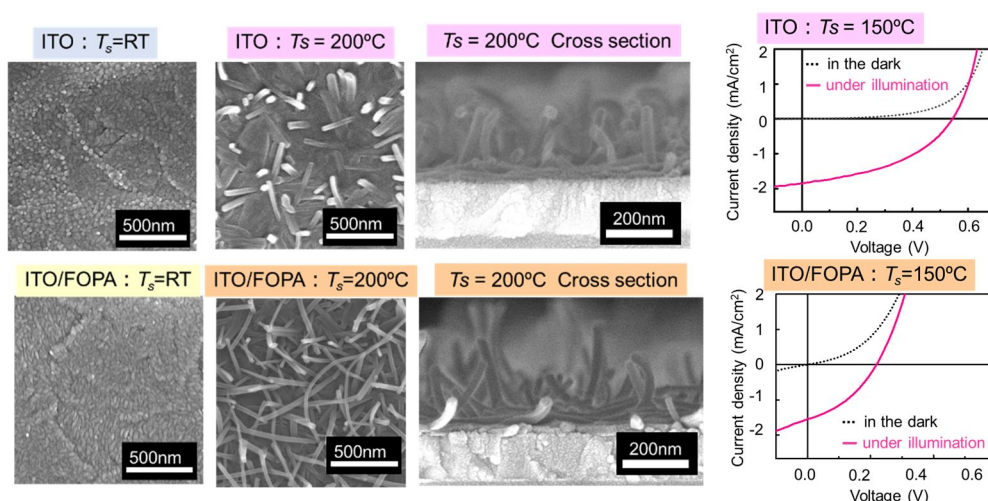 ITO : Ts=RT
ITO : Ts = 200ºC
Ts = 200ºC Cross section
ITO : Ts = 150ºC
500nm
500nm
200nm
Current density (mA/cm2)
2
1
0
-1
-2
in the dark
under illumination
0.0
0.2
0.4
0.6
Voltage (V)
ITO/FOPA : Ts=RT
ITO/FOPA : Ts=200ºC
Ts = 200ºC Cross section
ITO/FOPA : Ts=150ºC
500nm
500nm
200nm
Current density (mA/cm2)
2
1
0
-1
-2
in the dark
under illumination
0.0
0.2
0.4
0.6
Voltage (V)